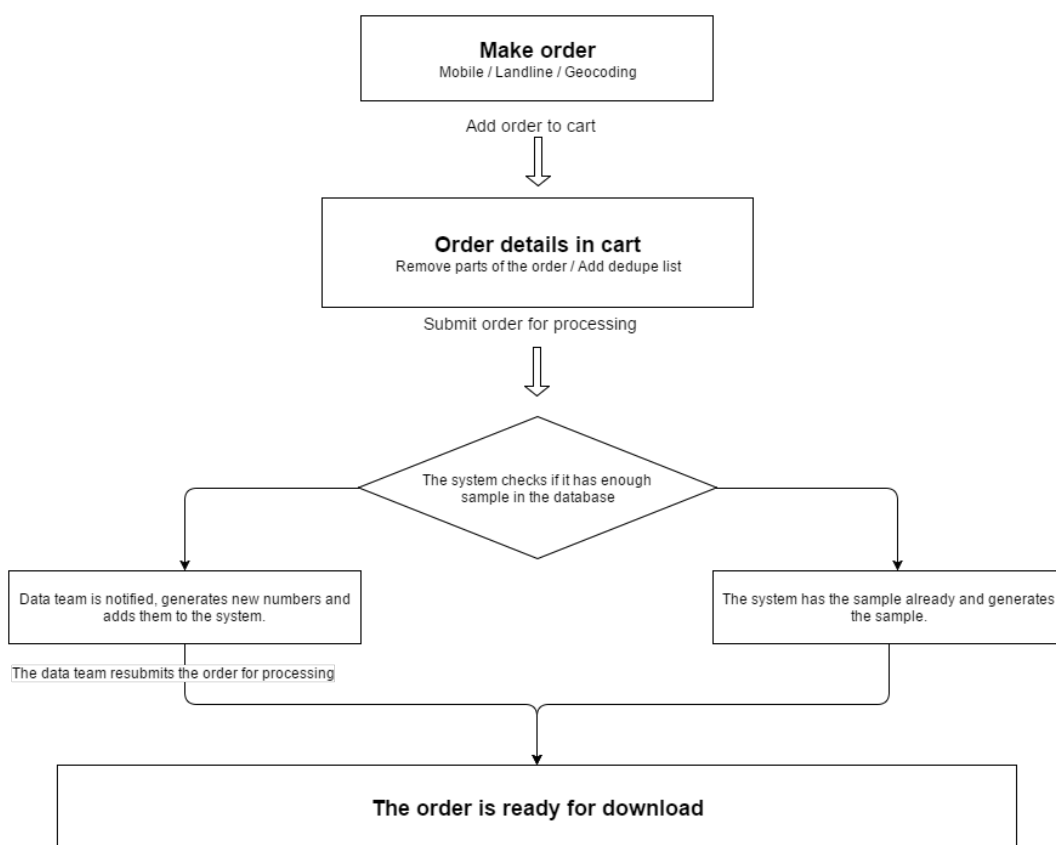 Make order
Mobile / Landline / Geocoding
Add order to cart
Order details in cart
Remove parts of the order / Add dedupe list
Submit order for processing
The system checks if it has enough
sample in the database
Data team is notified, generates new numbers and
adds them to the system.
The system has the sample already and generates
the sample.
The data team resubmits the order for processing
The order is ready for download